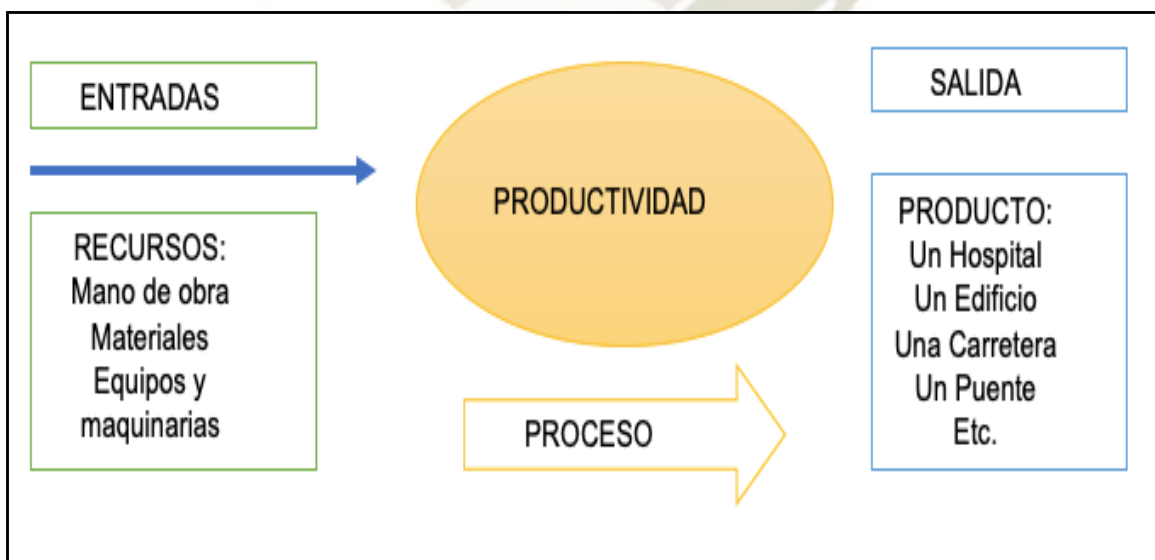 ENTRADAS
RECURSOS:
Mano de obra
Materiales
Equipos y
maquinarias
PRODUCTIVIDAD
PROCESO
SALIDA
PRODUCTO:
Un Hospital
Un Edificio
Una Carretera
Un Puente
Etc.